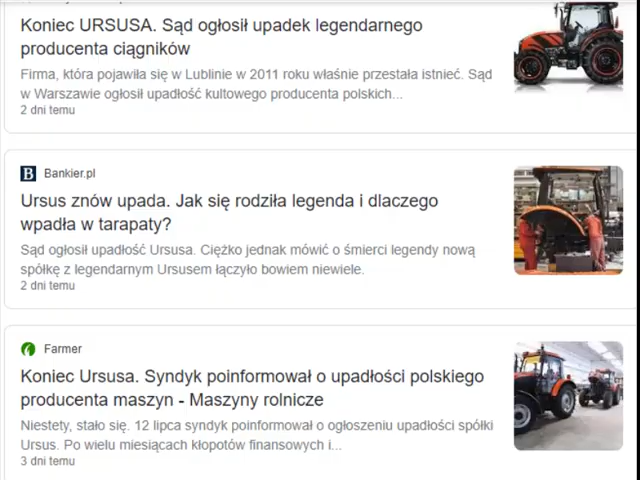 Koniec URSUSA. Sąd ogłosił upadek legendarnego
producenta ciągników
Firma, która pojawiła się w Lublinie w 2011 roku właśnie przestała istnieć. Sąd
w Warszawie ogłosił upadłość kultowego producenta polskich...
2 dni temu
B Bankier.pl
Ursus znów upada. Jak się rodziła legenda i dlaczego
wpadła w tarapaty?
Sąd ogłosił upadłość Ursusa. Ciężko jednak mówić o śmierci legendy nową
spółkę z legendarnym Ursusem łączyło bowiem niewiele.
2 dni temu
Farmer
Koniec Ursusa. Syndyk poinformował o upadłości polskiego
producenta maszyn - Maszyny rolnicze
Niestety, stało się. 12 lipca syndyk poinformował o ogłoszeniu upadłości spółki
Ursus. Po wielu miesiącach kłopotów finansowych i...
3 dni temu